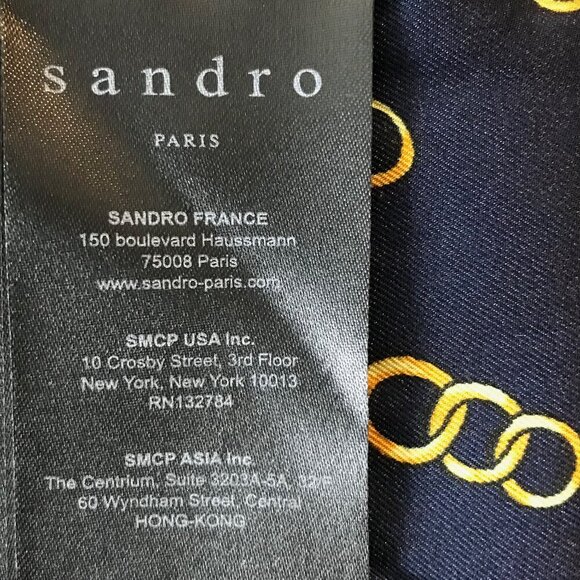 sandro
PARIS
SANDRO FRANCE
150 boulevard Haussmann
75008 Paris
www.sandro-paris.com
SMCP USA Inc.
10 Crosby Street, 3rd Floor
New York, New York 10013
RN132784
SMCP ASIA Inc.
The Centrium, Suite 3203A-5A, 32/F
60 Wyndham Street, Central
HONG-KONG